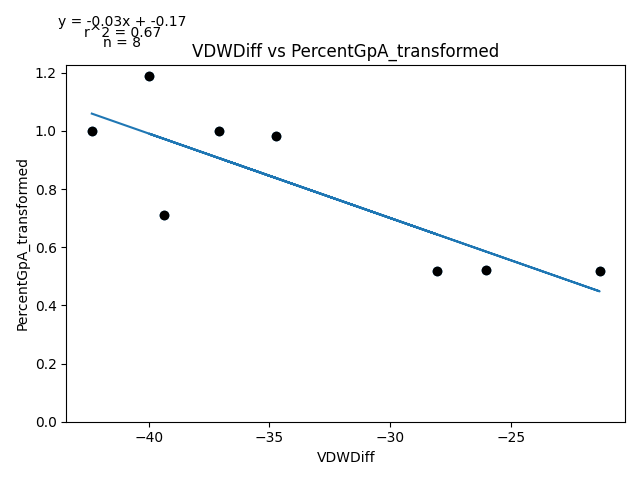 y = -0.03x + -0.17
r^2 = 0.67
n = 8
VDWDiff vs PercentGpA_transformed
1.2
1.0
0.8
0.6
0.4
0.2
0.0
PercentGpA_transformed
−40
−35
−30
−25
VDWDiff